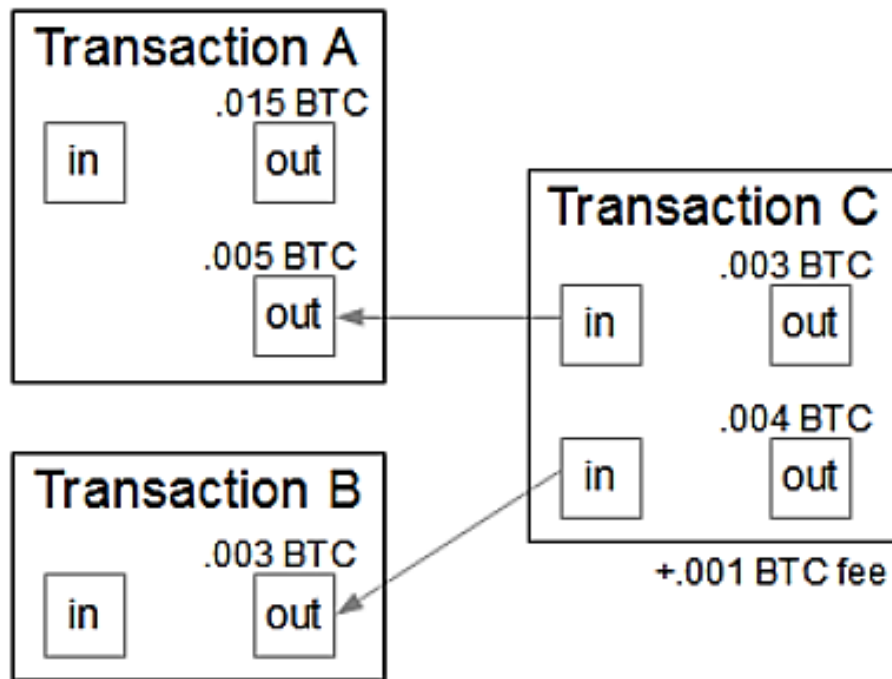 Transaction A
.015 BTC
in
out
.005 BTC
out
Transaction B
.003 BTC
in
out
Transaction C
.003 BTC
in
out
.004 BTC
in
out
+.001 BTC fee